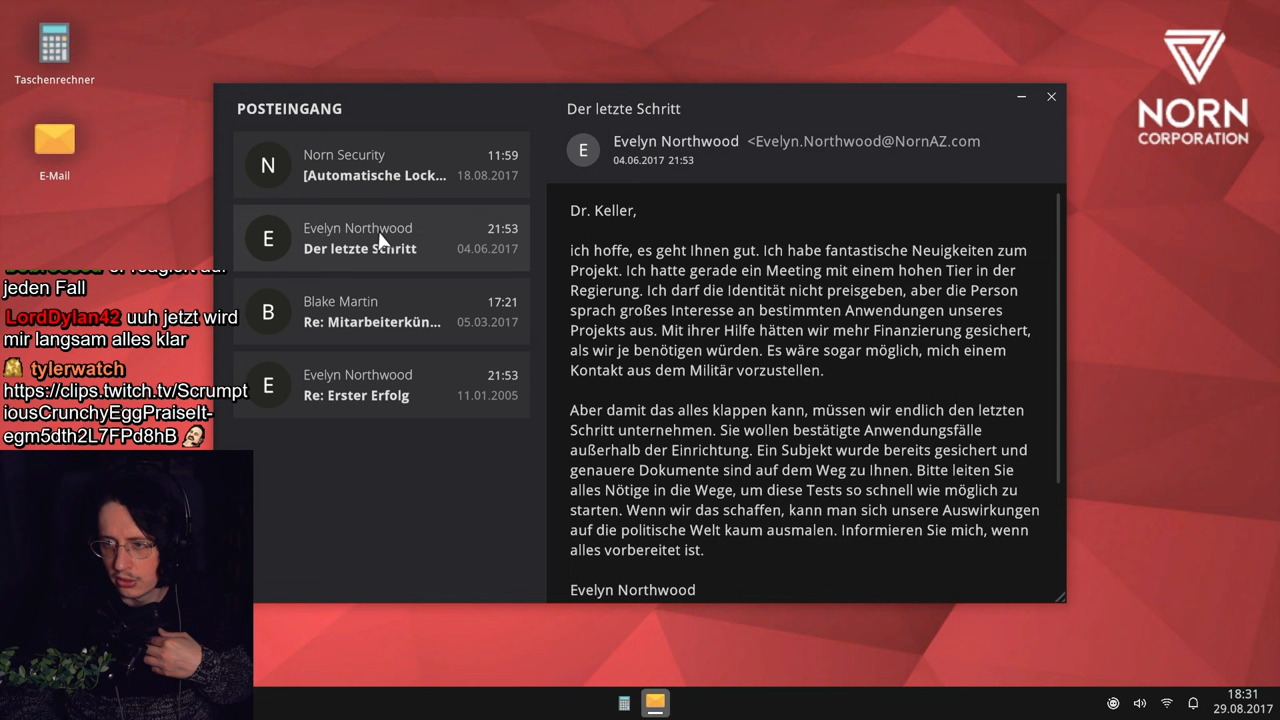 Taschenrechner
E-Mail
NORN
CORPORATION
POSTEINGANG
N
Norn Security
11:59
[Automatische Lock...
18.08.2017
E
Evelyn Northwood
21:53
Der letzte Schritt
04.06.2017
B
Blake Martin
17:21
Re: Mitarbeiterkün...
05.03.2017
E
Evelyn Northwood
21:53
Re: Erster Erfolg
11.01.2005
Der letzte Schritt
E
Evelyn Northwood <Evelyn.Northwood@NornAZ.com
04.06.2017 21:53
Dr. Keller,
ich hoffe, es geht Ihnen gut. Ich habe fantastische Neuigkeiten zum
Projekt. Ich hatte gerade ein Meeting mit einem hohen Tier in der
Regierung. Ich darf die Identität nicht preisgeben, aber die Person
sprach großes Interesse an bestimmten Anwendungen unseres
Projekts aus. Mit ihrer Hilfe hätten wir mehr Finanzierung gesichert,
als wir je benötigen würden. Es wäre sogar möglich, mich einem
Kontakt aus dem Militär vorzustellen.
Aber damit das alles klappen kann, müssen wir endlich den letzten
Schritt unternehmen. Sie wollen bestätigte Anwendungsfälle
außerhalb der Einrichtung. Ein Subjekt wurde bereits gesichert und
genauere Dokumente sind auf dem Weg zu Ihnen. Bitte leiten Sie
alles Nötige in die Wege, um diese Tests so schnell wie möglich zu
starten. Wenn wir das schaffen, kann man sich unsere Auswirkungen
auf die politische Welt kaum ausmalen. Informieren Sie mich, wenn
alles vorbereitet ist.
Evelyn Northwood
er reagiert auf
jeden Fall
LordDylan42 uuh jetzt wird
mir langsam alles klar
tylerwatch
https://clips.twitch.tv/Scrumpt
iousCrunchyEggPraiseIt-
egm5dth2L7FPd8hB
18:31
29.08.2017